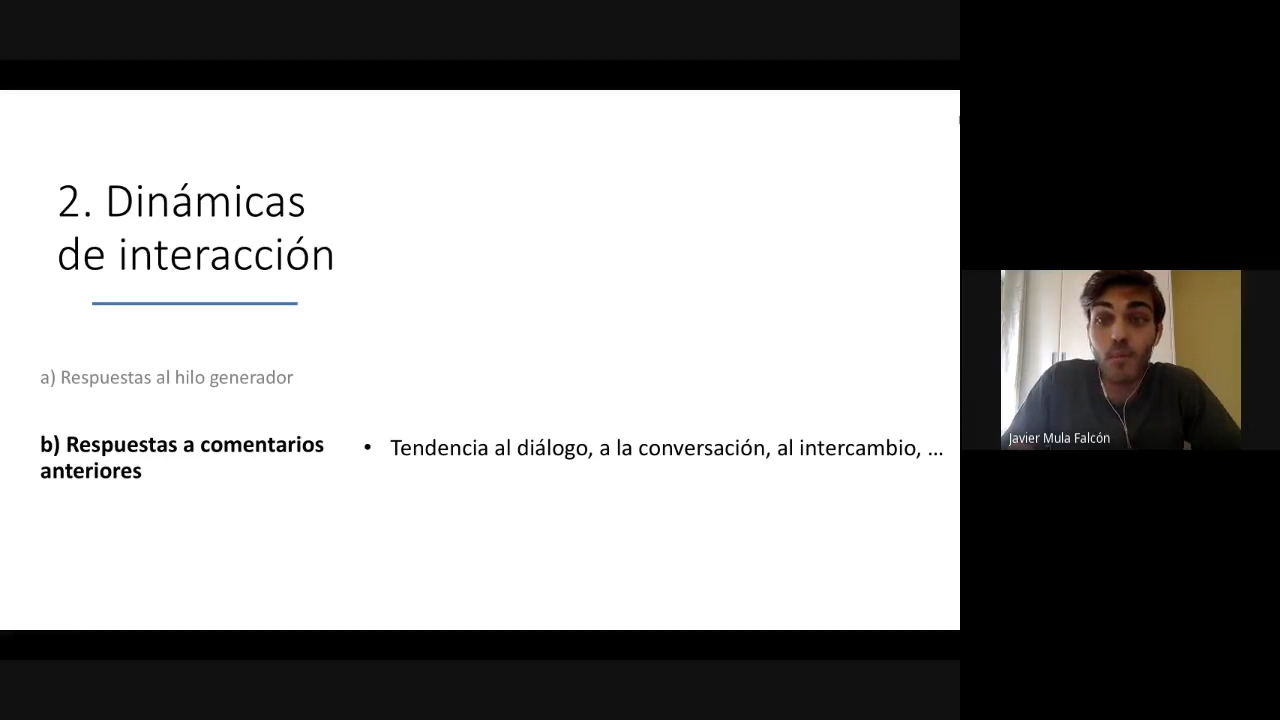 2. Dinámicas
de interacción
a) Respuestas al hilo generador
b) Respuestas a comentarios
anteriores
• Tendencia al diálogo, a la conversación, al intercambio, ...
Javier Mula Falcón